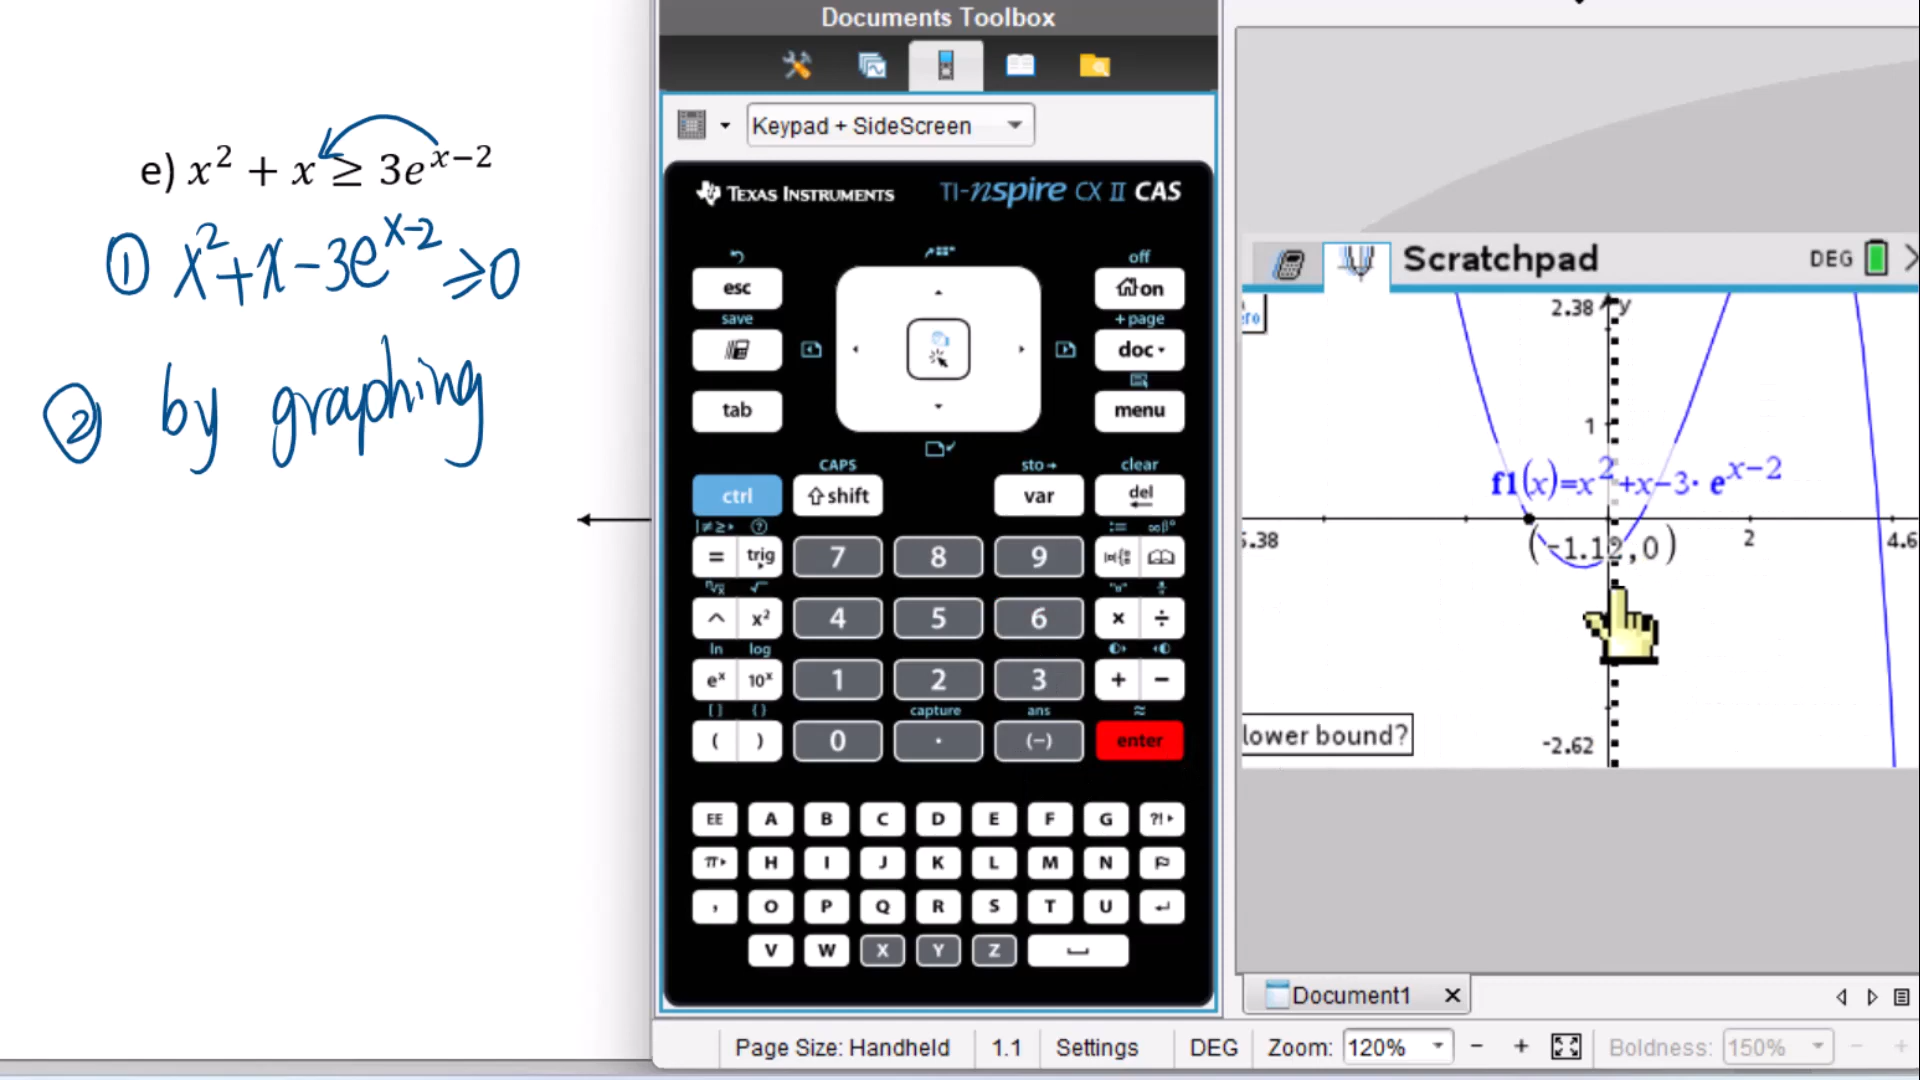 Documents Toolbox
Keypad + SideScreen
e) x² + x ≥ 3e^{x−2}
① x²+x−3e^{x−2} ⩾0
② by graphing
TEXAS INSTRUMENTS TI-nspire CX II CAS
off
esc on
save + page
doc
tab menu
CAPS sto→ clear
ctrl ⇧shift var del
= trig 7 8 9
^ x² 4 5 6 × ÷
ln log
eˣ 10ˣ 1 2 3 + −
[ ] { } capture ans ≈
( ) 0 . (−) enter
EE A B C D E F G ?!▸
π▸ H I J K L M N
, O P Q R S T U
V W X Y Z
Scratchpad DEG
2.38 y
1
f1(x)=x²+x−3·e^{x−2}
(-1.12,0)
2
-2.62
lower bound?
Document1
Page Size: Handheld 1.1 Settings DEG Zoom: 120% − + Boldness: 150% − +